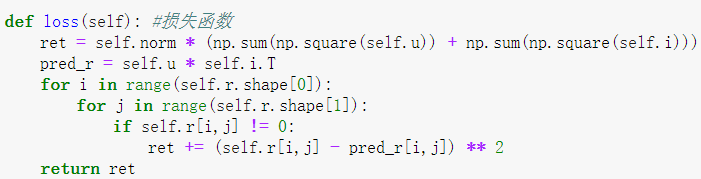 def loss(self): #损失函数
    ret = self.norm * (np.sum(np.square(self.u)) + np.sum(np.square(self.i)))
    pred_r = self.u * self.i.T
    for i in range(self.r.shape[0]):
        for j in range(self.r.shape[1]):
            if self.r[i,j] != 0:
                ret += (self.r[i,j] - pred_r[i,j]) ** 2
    return ret